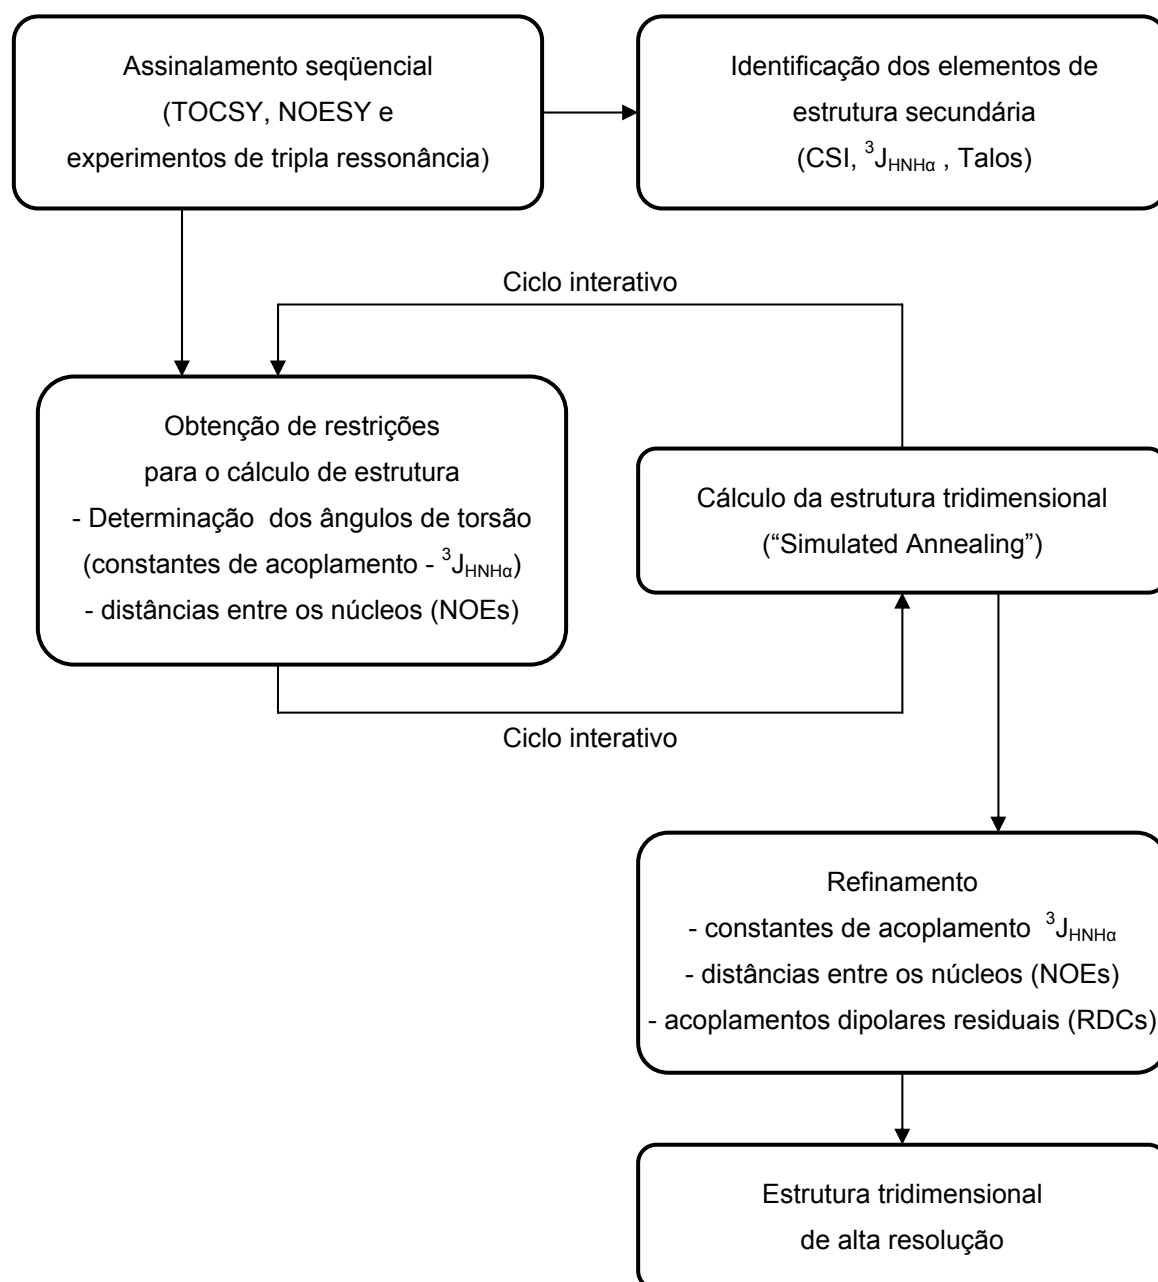 Assinalamento seqüencial
(TOCSY, NOESY e
experimentos de tripla ressonância)
Identificação dos elementos de
estrutura secundária
(CSI, ³J_HNHα , Talos)
Ciclo interativo
Obtenção de restrições
para o cálculo de estrutura
- Determinação dos ângulos de torsão
(constantes de acoplamento - ³J_HNHα)
- distâncias entre os núcleos (NOEs)
Cálculo da estrutura tridimensional
(“Simulated Annealing”)
Ciclo interativo
Refinamento
- constantes de acoplamento ³J_HNHα
- distâncias entre os núcleos (NOEs)
- acoplamentos dipolares residuais (RDCs)
Estrutura tridimensional
de alta resolução